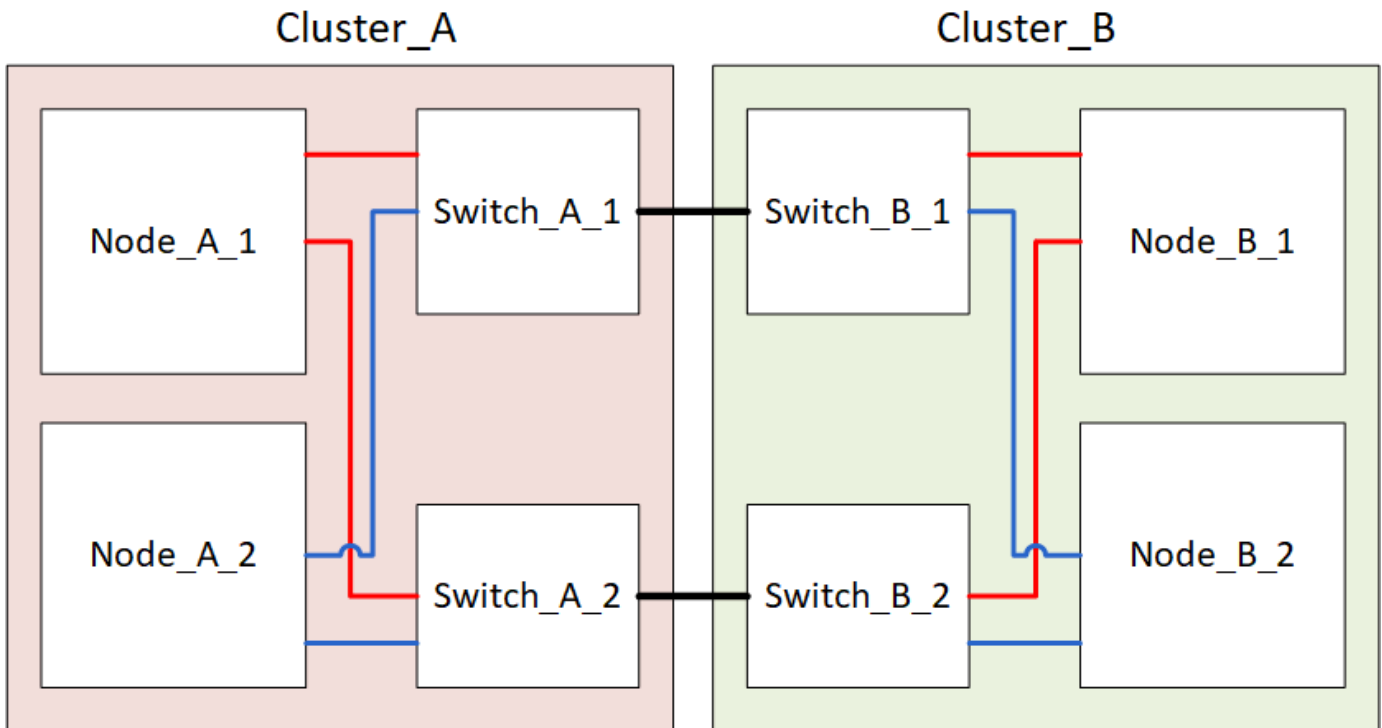 Cluster_A
Cluster_B
Node_A_1
Switch_A_1
Switch_B_1
Node_B_1
Node_A_2
Switch_A_2
Switch_B_2
Node_B_2